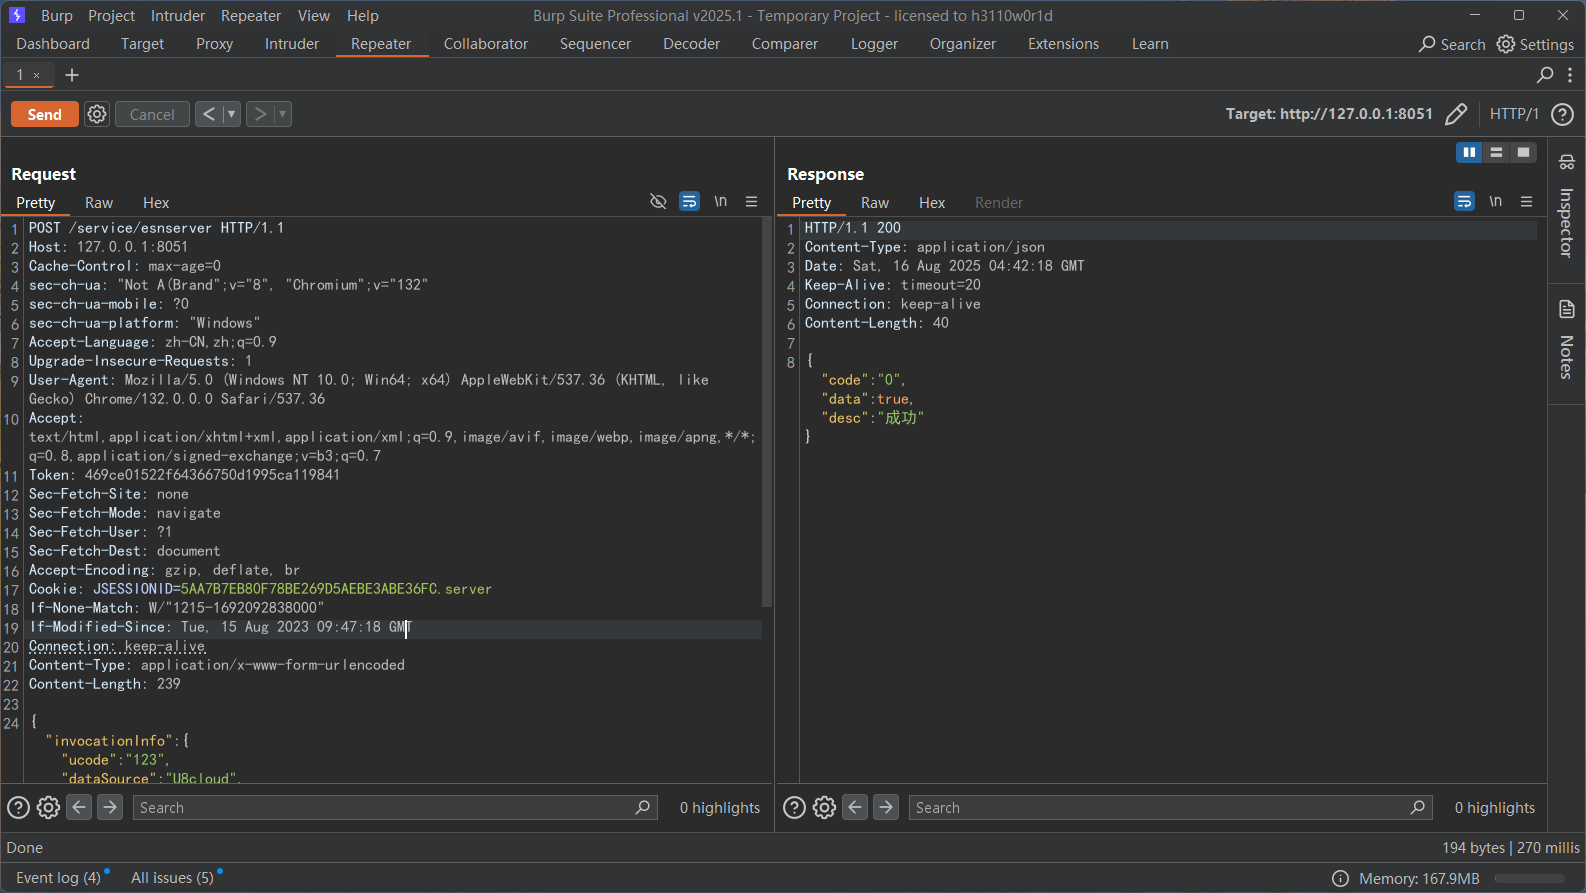 Burp Project Intruder Repeater View Help Burp Suite Professional v2025.1 - Temporary Project - licensed to h3110w0r1d
Dashboard Target Proxy Intruder Repeater Collaborator Sequencer Decoder Comparer Logger Organizer Extensions Learn Search Settings
1 × +
Send Cancel < > Target: http://127.0.0.1:8051 HTTP/1 ?
Request
Pretty Raw Hex \n
1 POST /service/esnserver HTTP/1.1
2 Host: 127.0.0.1:8051
3 Cache-Control: max-age=0
4 sec-ch-ua: "Not A(Brand";v="8", "Chromium";v="132"
5 sec-ch-ua-mobile: ?0
6 sec-ch-ua-platform: "Windows"
7 Accept-Language: zh-CN,zh;q=0.9
8 Upgrade-Insecure-Requests: 1
9 User-Agent: Mozilla/5.0 (Windows NT 10.0; Win64; x64) AppleWebKit/537.36 (KHTML, like
Gecko) Chrome/132.0.0.0 Safari/537.36
10 Accept:
text/html,application/xhtml+xml,application/xml;q=0.9,image/avif,image/webp,image/apng,*/*;
q=0.8,application/signed-exchange;v=b3;q=0.7
11 Token: 469ce01522f64366750d1995ca119841
12 Sec-Fetch-Site: none
13 Sec-Fetch-Mode: navigate
14 Sec-Fetch-User: ?1
15 Sec-Fetch-Dest: document
16 Accept-Encoding: gzip, deflate, br
17 Cookie: JSESSIONID=5AA7B7EB80F78BE269D5AEBE3ABE36FC.server
18 If-None-Match: W/"1215-1692092838000"
19 If-Modified-Since: Tue, 15 Aug 2023 09:47:18 GMT
20 Connection: keep-alive
21 Content-Type: application/x-www-form-urlencoded
22 Content-Length: 239
23
24 {
"invocationInfo":{
"ucode":"123",
"dataSource":"U8cloud",
? Search 0 highlights
Response
Pretty Raw Hex Render \n
1 HTTP/1.1 200
2 Content-Type: application/json
3 Date: Sat, 16 Aug 2025 04:42:18 GMT
4 Keep-Alive: timeout=20
5 Connection: keep-alive
6 Content-Length: 40
7
8 {
"code":"0",
"data":true,
"desc":"成功"
}
? Search 0 highlights
Inspector
Notes
Done 194 bytes | 270 millis
Event log (4) All issues (5) Memory: 167.9MB